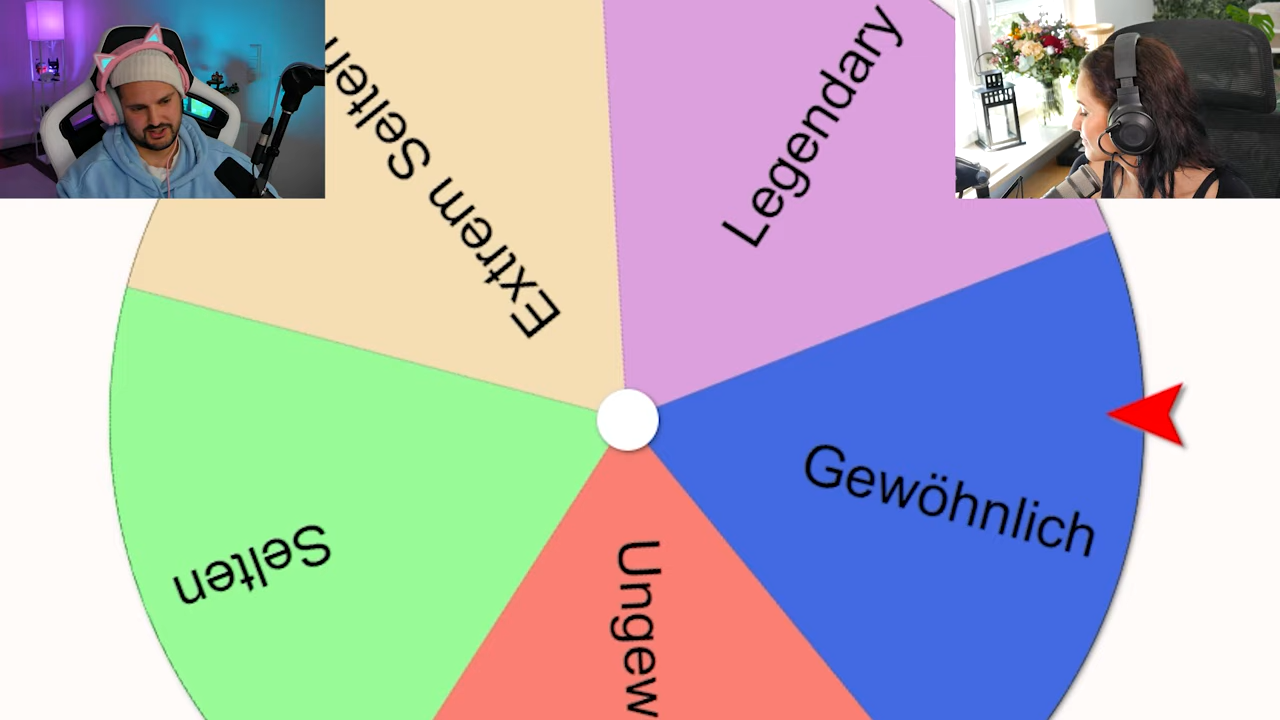 Extrem Selten
Legendary
Gewöhnlich
Selten
Ungew